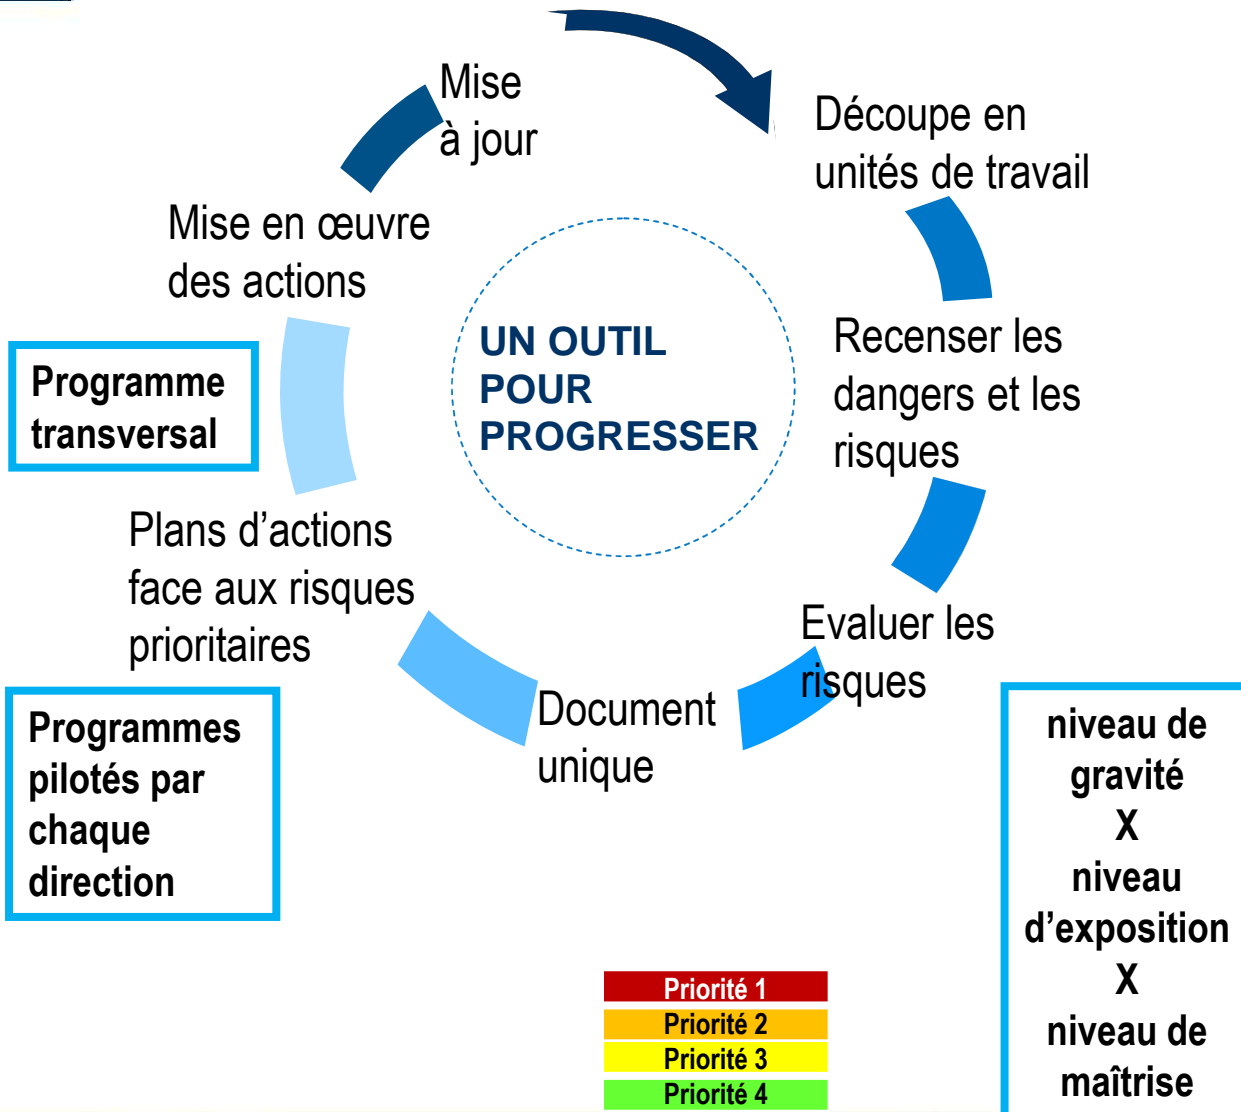 Mise
à jour
Découpe en
unités de travail
Mise en œuvre
des actions
UN OUTIL
POUR
PROGRESSER
Recenser les
dangers et les
risques
Programme
transversal
Plans d’actions
face aux risques
prioritaires
Evaluer les
risques
Document
unique
Programmes
pilotés par
chaque
direction
niveau de
gravité
X
niveau
d’exposition
X
niveau de
maîtrise
Priorité 1
Priorité 2
Priorité 3
Priorité 4